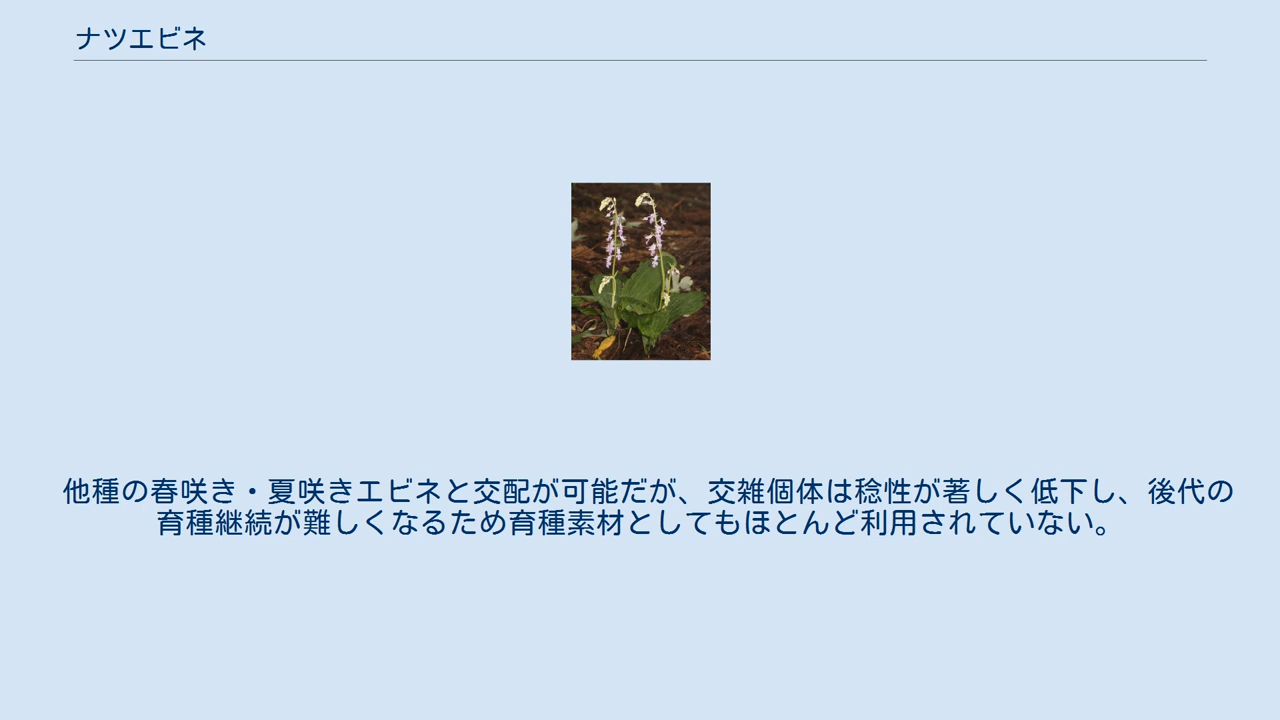 ナツエビネ
他種の春咲き・夏咲きエビネと交配が可能だが、交雑個体は稔性が著しく低下し、後代の
育種継続が難しくなるため育種素材としてもほとんど利用されていない。